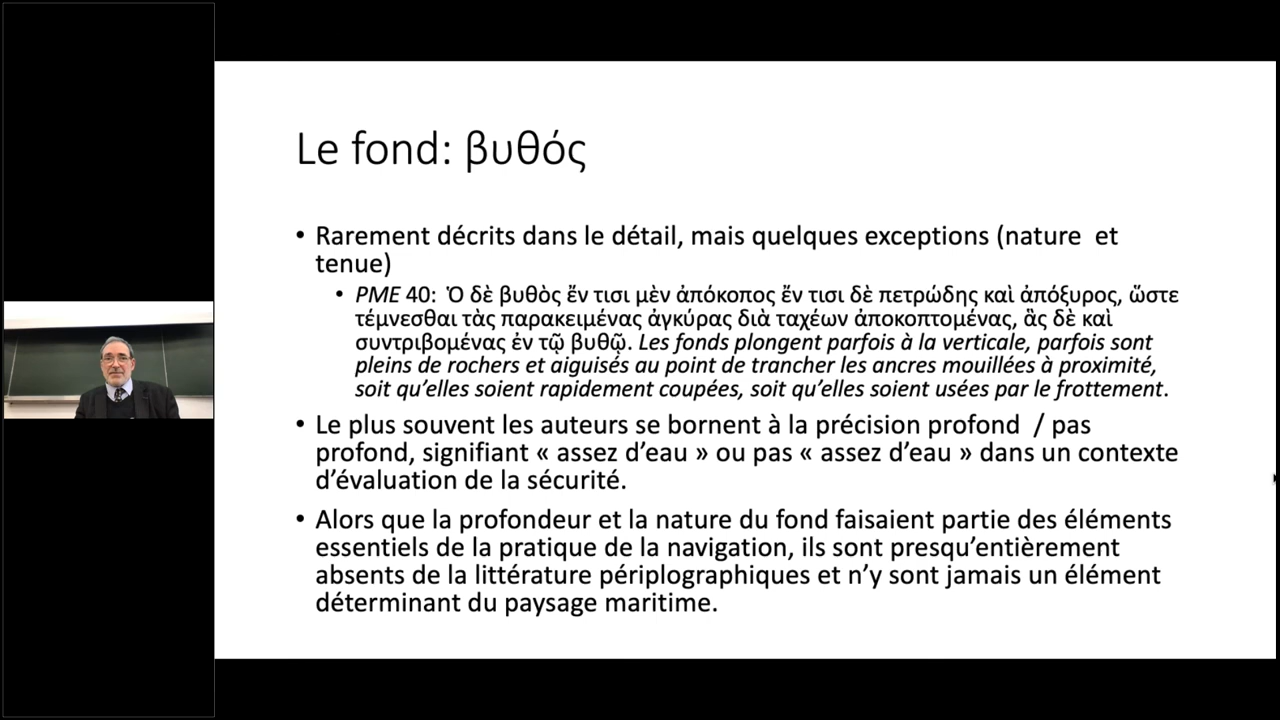 Le fond: βυθός
• Rarement décrits dans le détail, mais quelques exceptions (nature  et
tenue)
• PME 40:  Ὁ δὲ βυθὸς ἔν τισι μὲν ἀπόκοπος ἔν τισι δὲ πετρώδης καὶ ἀπόξυρος, ὥστε
τέμνεσθαι τὰς παρακειμένας ἀγκύρας διὰ ταχέων ἀποκοπτομένας, ἃς δὲ καὶ
συντριβομένας ἐν τῷ βυθῷ. Les fonds plongent parfois à la verticale, parfois sont
pleins de rochers et aiguisés au point de trancher les ancres mouillées à proximité,
soit qu’elles soient rapidement coupées, soit qu’elles soient usées par le frottement.
• Le plus souvent les auteurs se bornent à la précision profond  / pas
profond, signifiant « assez d’eau » ou pas « assez d’eau » dans un contexte
d’évaluation de la sécurité.
• Alors que la profondeur et la nature du fond faisaient partie des éléments
essentiels de la pratique de la navigation, ils sont presqu’entièrement
absents de la littérature périplographiques et n’y sont jamais un élément
déterminant du paysage maritime.